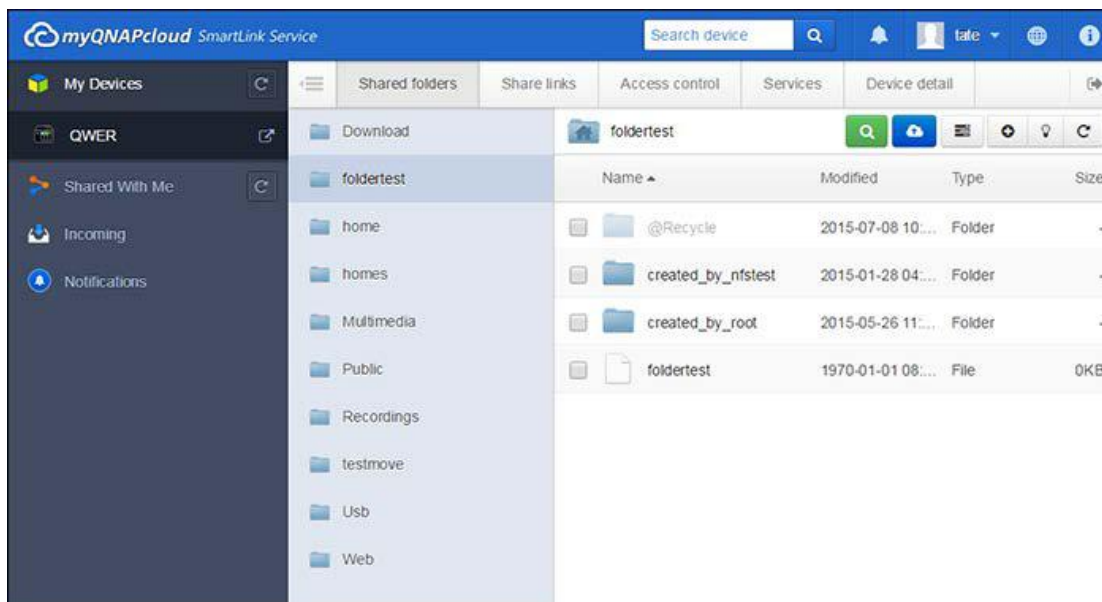 myQNAPcloud SmartLink Service
Search device
tate
My Devices
QWER
Shared With Me
Incoming
Notifications
Shared folders Share links Access control Services Device detail
Download
foldertest
home
homes
Multimedia
Public
Recordings
testmove
Usb
Web
foldertest
Name Modified Type Size
@Recycle 2015-07-08 10:... Folder -
created_by_nfstest 2015-01-28 04:... Folder -
created_by_root 2015-05-26 11:... Folder -
foldertest 1970-01-01 08:... File 0KB